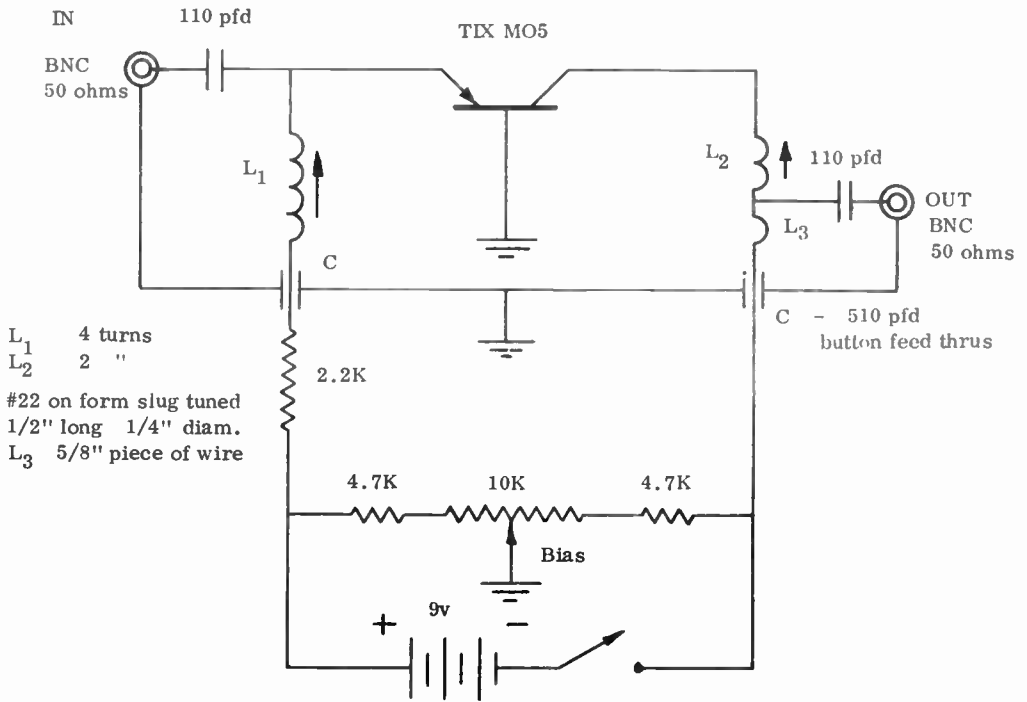 IN
110 pfd
TIX MO5
BNC
50 ohms
L1
L2
110 pfd
OUT
BNC
50 ohms
L3
C
C - 510 pfd
button feed thrus
L1 4 turns
L2 2 "
#22 on form slug tuned
1/2" long 1/4" diam.
L3 5/8" piece of wire
2.2K
4.7K
10K
4.7K
Bias
9v
+
−